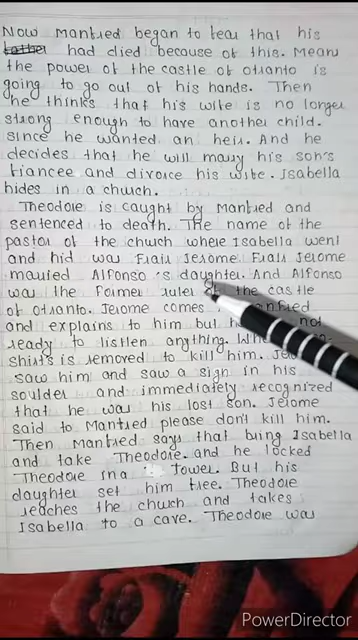 Now Manfried began to fear that his
father had died because of this. Means
the power of the castle of otranto is
going to go out of his hands. Then
he thinks that his wife is no longer
strong enough to have another child.
since he wanted an heir. And he
decides that he will marry his son's
fiancee and divorce his wife. Isabella
hides in a church.
Theodore is caught by Manfried and
sentenced to death. The name of the
pastor of the church where Isabella went
and hid was Friar Jerome. Friar Jerome
married Alfonso's daughter. And Alfonso
was the former ruler of the castle
of otranto. Jerome comes
and explains to him but not
ready to listlen anything.
shirt's is removed to kill him.
saw him and saw a sign in his
soulder and immediately recognized
that he was his lost son. Jerome
said to Manfried please don't kill him.
Then Manfried says that bring Isabella
and take Theodore. and he locked
Theodore in a tower. But his
daughter set him free. Theodore
reaches the church and takes
Isabella to a cave. Theodore was
PowerDirector